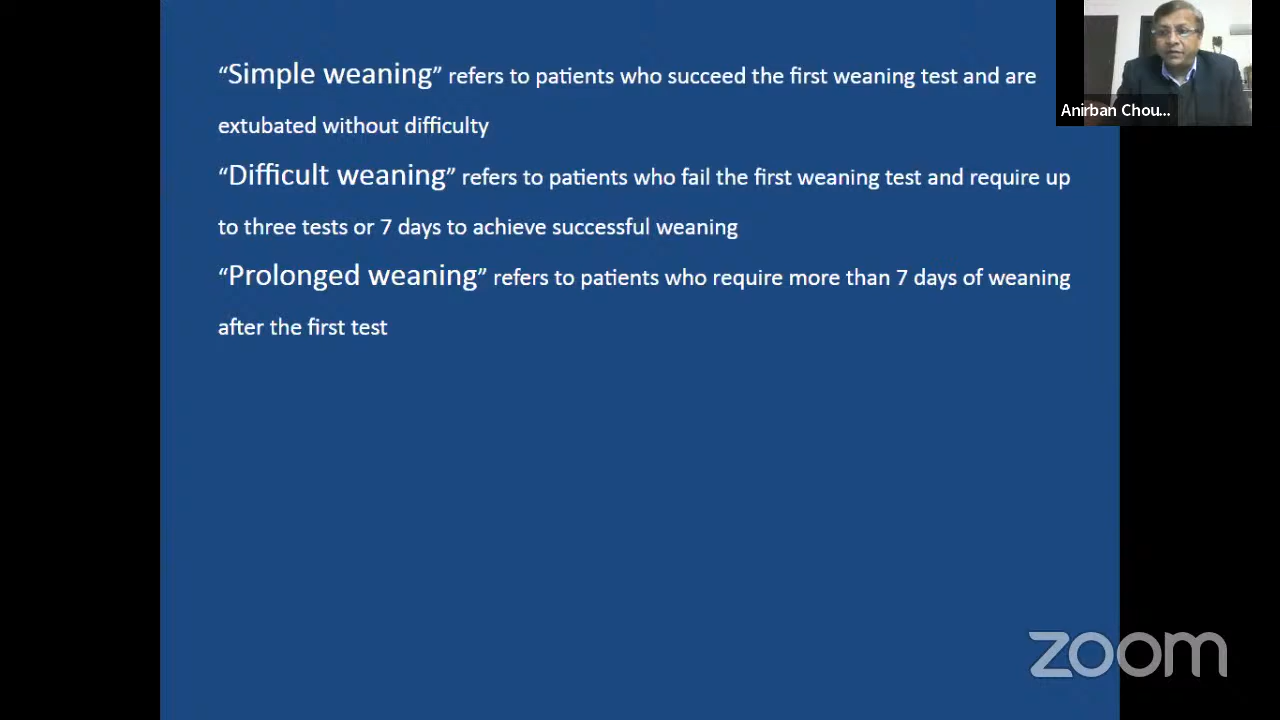 “Simple weaning” refers to patients who succeed the first weaning test and are
extubated without difficulty
“Difficult weaning” refers to patients who fail the first weaning test and require up
to three tests or 7 days to achieve successful weaning
“Prolonged weaning” refers to patients who require more than 7 days of weaning
after the first test
Anirban Chou...
zoom